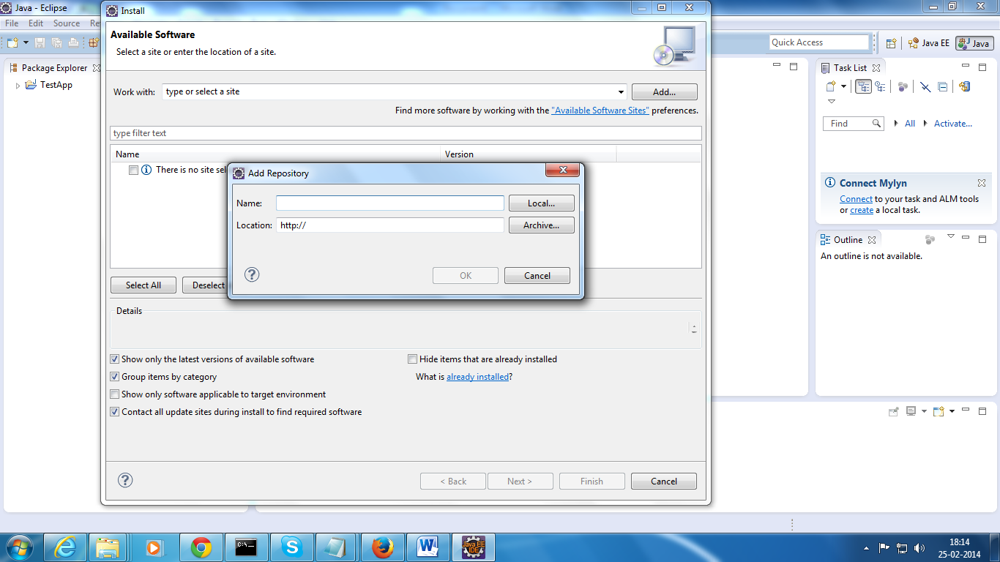 Java - Eclipse
Install
File Edit Source Re
Available Software
Select a site or enter the location of a site.
Quick Access
Java EE
Java
Package Explorer
TestApp
Work with: type or select a site
Add...
Find more software by working with the "Available Software Sites" preferences.
type filter text
Name Version
There is no site sel
Add Repository
Name:
Local...
Location: http://
Archive...
OK
Cancel
Select All
Deselect
Details
Show only the latest versions of available software
Hide items that are already installed
Group items by category
What is already installed?
Show only software applicable to target environment
Contact all update sites during install to find required software
< Back
Next >
Finish
Cancel
Task List
Find
All
Activate...
Connect Mylyn
Connect to your task and ALM tools
or create a local task.
Outline
An outline is not available.
C:\_
Java EE
IDE
18:14
25-02-2014